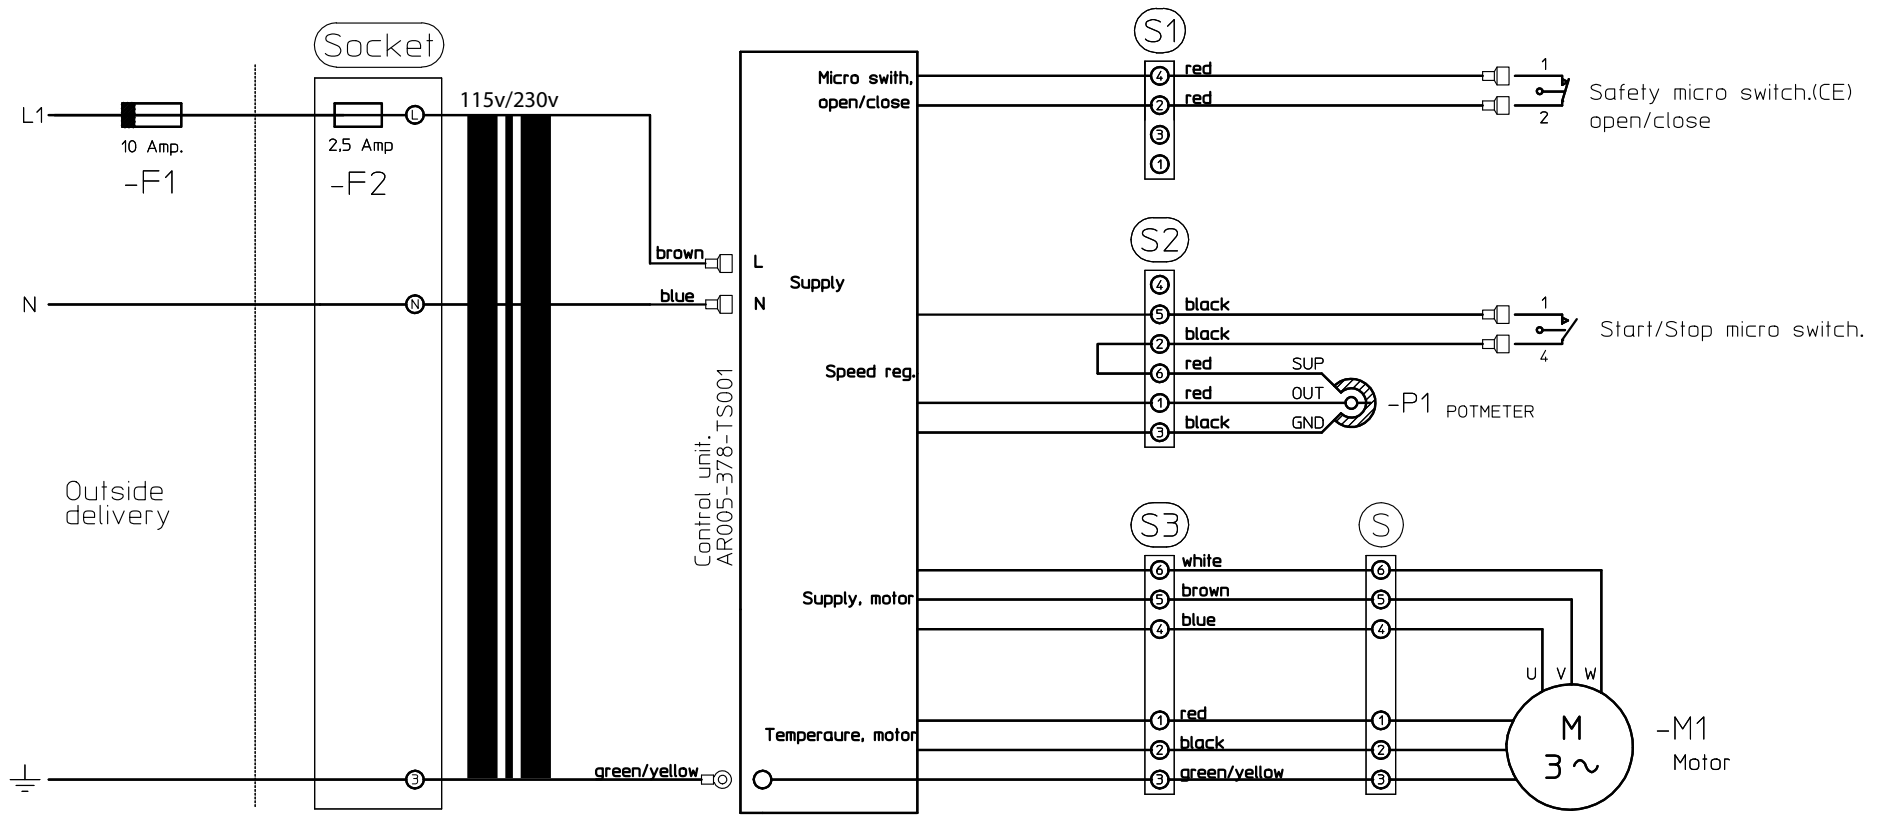 Socket
L1
10 Amp.
-F1
2,5 Amp
-F2
L
115v/230v
N
N
Outside
delivery
3
brown
blue
green/yellow
Control unit.
AR005-378-TS001
Micro swith,
open/close
L
Supply
N
Speed reg.
Supply, motor
Temperaure, motor
S1
4 red
2 red
3
1
1
2
Safety micro switch.(CE)
open/close
S2
4
5 black
2 black
6 red SUP
1 red OUT
3 black GND
1
4
Start/Stop micro switch.
-P1 POTMETER
S3
S
6 white 6
5 brown 5
4 blue 4
1 red 1
2 black 2
3 green/yellow 3
U V W
M
3 ~
-M1
Motor